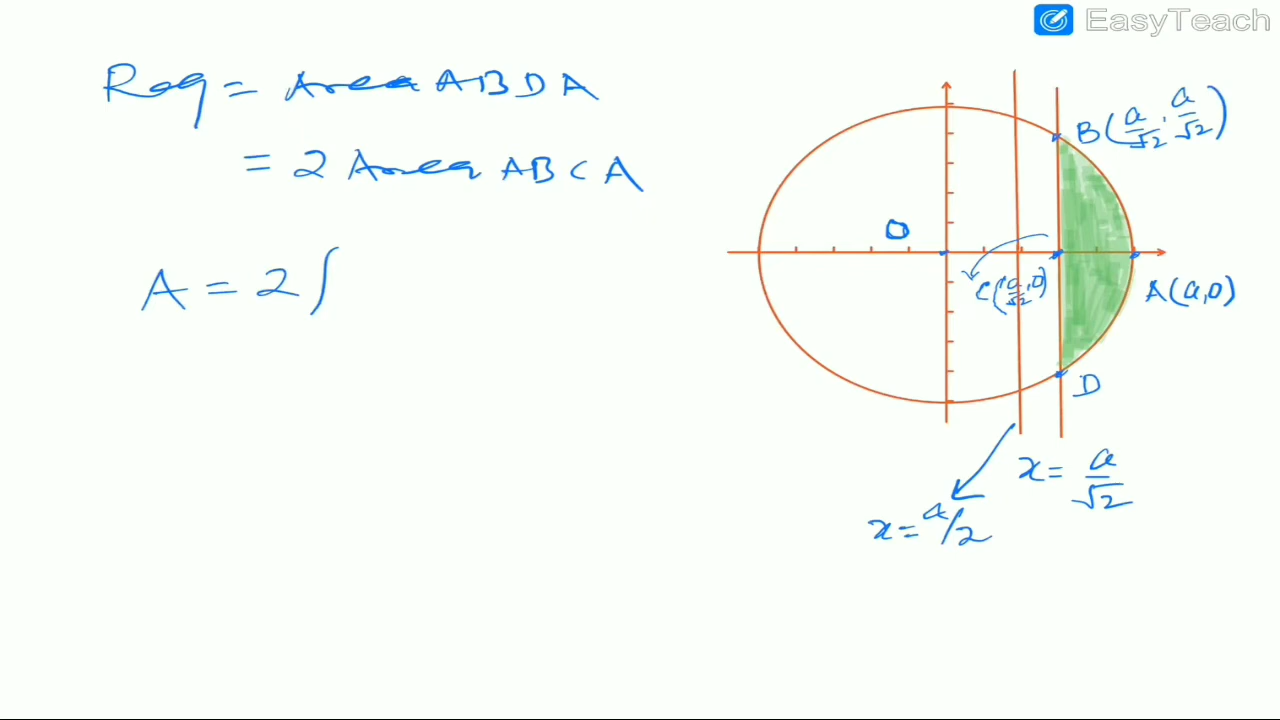 EasyTeach
Req = Area ABDA
= 2 Area ABCA
A = 2 ∫
B(a/√2, a/√2)
O
C(a/√2, 0)
A(a,0)
D
x = a/√2
x = a/2